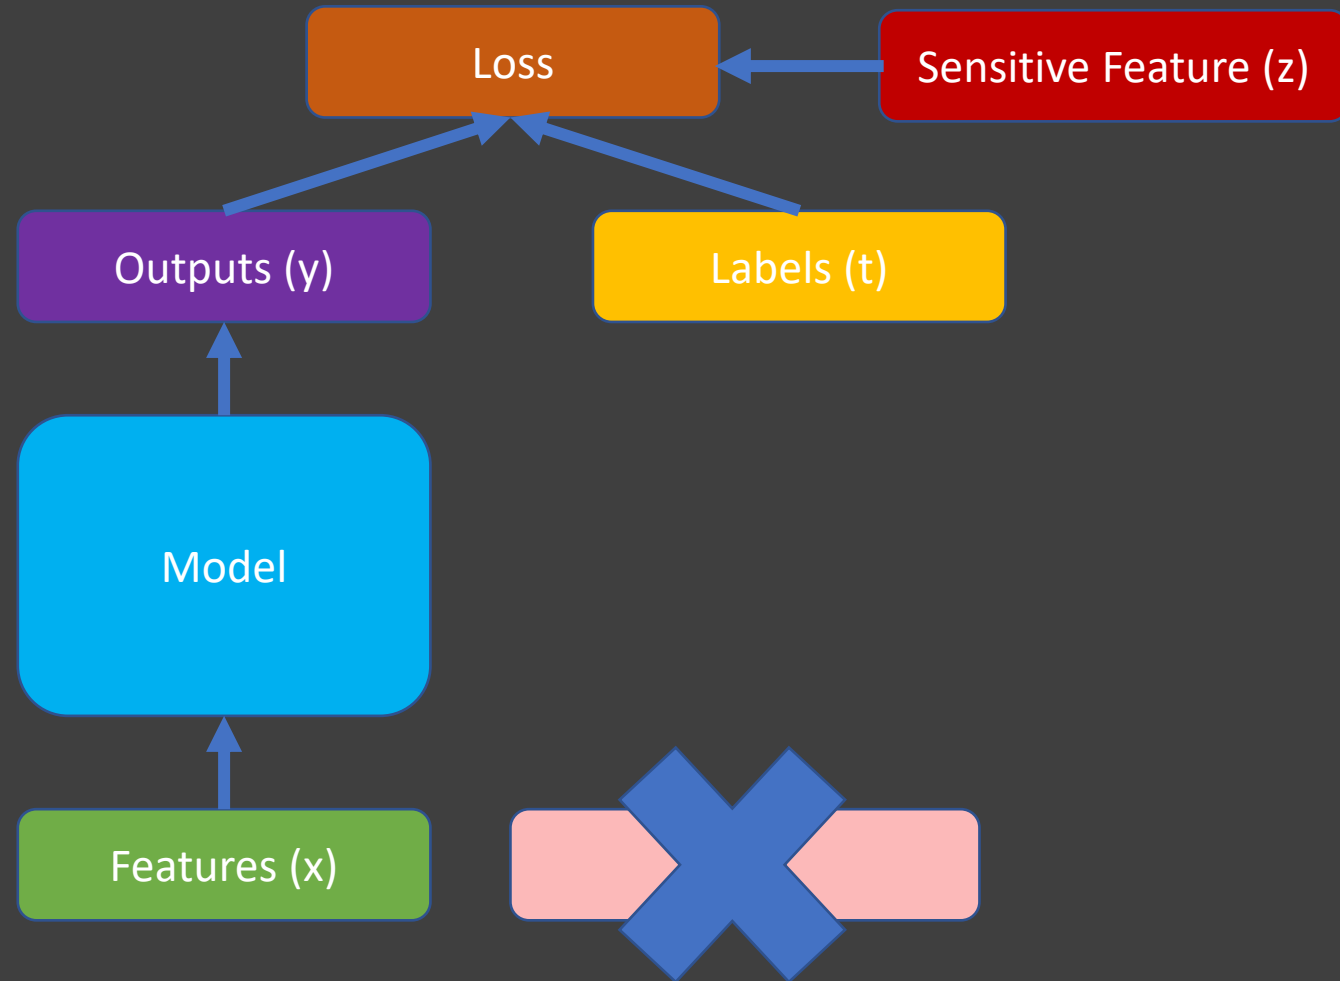 Loss
Sensitive Feature (z)
Outputs (y)
Labels (t)
Model
Features (x)